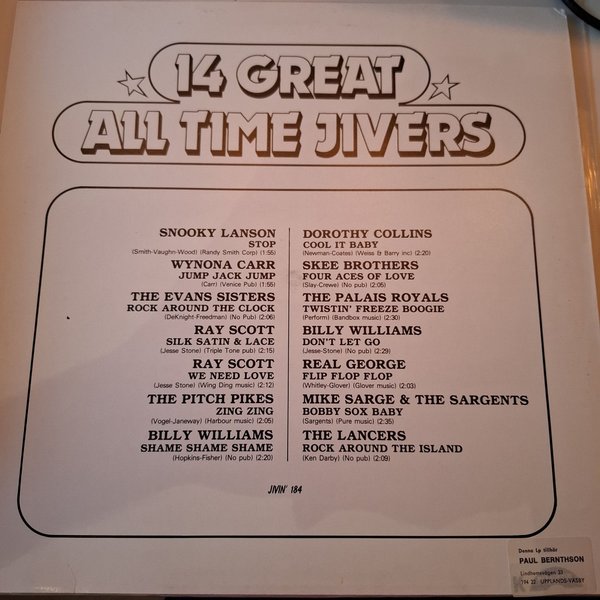 14 GREAT
ALL TIME JIVERS
SNOOKY LANSON
STOP
(Smith-Vaughn-Wood) (Randy Smith Corp) (1:55)
WYNONA CARR
JUMP JACK JUMP
(Carr) (Venice Pub) (1:55)
THE EVANS SISTERS
ROCK AROUND THE CLOCK
(DeKnight-Freedman) (No Pub) (2:06)
RAY SCOTT
SILK SATIN & LACE
(Jesse Stone) (Triple Tone pub) (2:15)
RAY SCOTT
WE NEED LOVE
(Jesse Stone) (Wing Ding music) (2:12)
THE PITCH PIKES
ZING ZING
(Vogel-Janeway) (Harbour music) (2:05)
BILLY WILLIAMS
SHAME SHAME SHAME
(Hopkins-Fisher) (No pub) (2:20)
DOROTHY COLLINS
COOL IT BABY
(Newman-Coates) (Weiss & Barry inc) (2:20)
SKEE BROTHERS
FOUR ACES OF LOVE
(Slay-Crewe) (No pub) (2:05)
THE PALAIS ROYALS
TWISTIN' FREEZE BOOGIE
(Perform) (Bandbox music) (2:30)
BILLY WILLIAMS
DON'T LET GO
(Jesse-Stone) (No pub) (2:29)
REAL GEORGE
FLIP FLOP FLOP
(Whitley-Glover) (Glover music) (2:03)
MIKE SARGE & THE SARGENTS
BOBBY SOX BABY
(Sargents) (Pure music) (2:35)
THE LANCERS
ROCK AROUND THE ISLAND
(Ken Darby) (No pub) (2:09)
JIVIN' 184
Denna Lp tillhör
PAUL BERNTHSON
194 22 UPPLANDS-VÄSBY